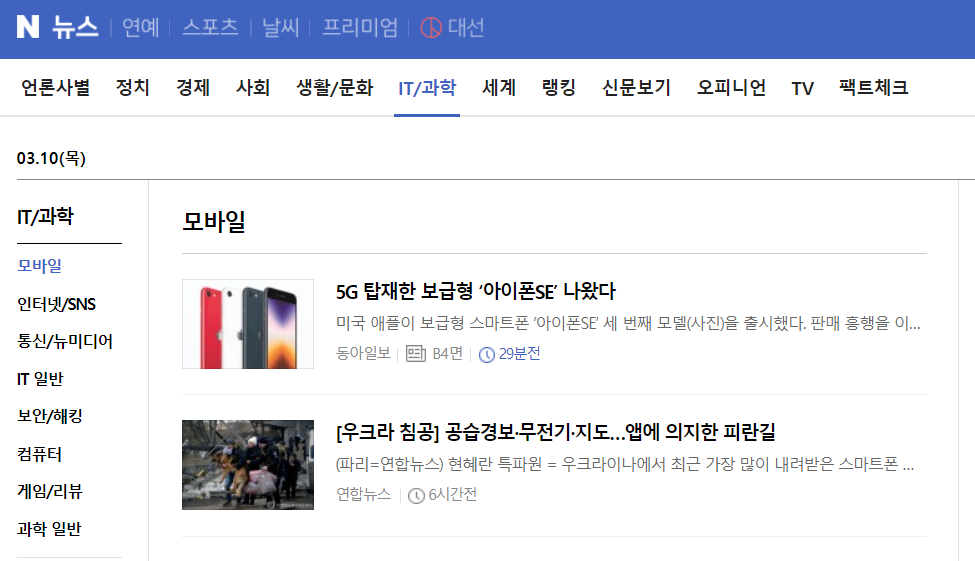 N 뉴스 연예 스포츠 날씨 프리미엄 대선
언론사별 정치 경제 사회 생활/문화 IT/과학 세계 랭킹 신문보기 오피니언 TV 팩트체크
03.10(목)
IT/과학
모바일
인터넷/SNS
통신/뉴미디어
IT 일반
보안/해킹
컴퓨터
게임/리뷰
과학 일반
모바일
5G 탑재한 보급형 ‘아이폰SE’ 나왔다
미국 애플이 보급형 스마트폰 ‘아이폰SE’ 세 번째 모델(사진)을 출시했다. 판매 흥행을 이...
동아일보 B4면 29분전
[우크라 침공] 공습경보·무전기·지도…앱에 의지한 피란길
(파리=연합뉴스) 현혜란 특파원 = 우크라이나에서 최근 가장 많이 내려받은 스마트폰 ...
연합뉴스 6시간전